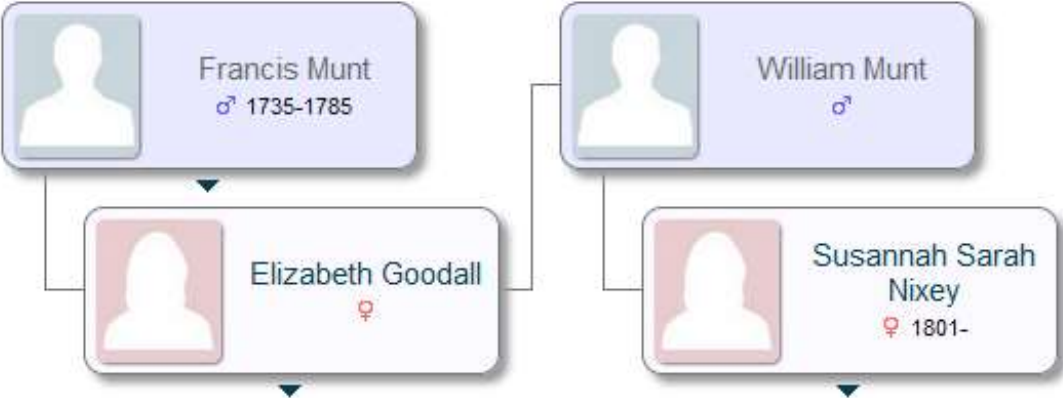 Francis Munt
♂ 1735-1785
Elizabeth Goodall
♀
William Munt
♂
Susannah Sarah
Nixey
♀ 1801-